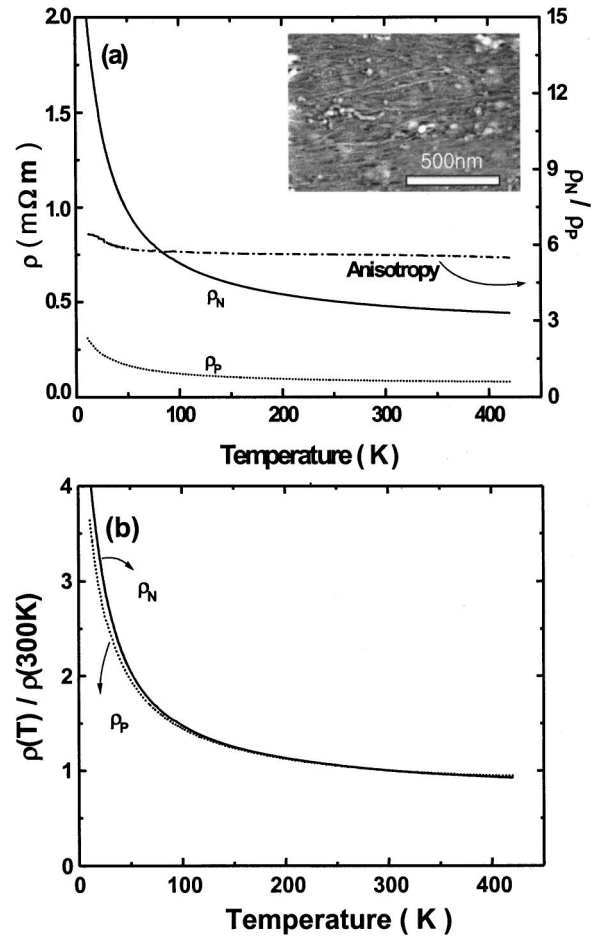 (a)
2.0
1.5
1.0
0.5
0.0
ρ ( mΩm )
15
12
9
6
3
0
ρN / ρP
500nm
Anisotropy
ρN
ρP
0 100 200 300 400
Temperature ( K )
(b)
4
3
2
1
0
ρ(T) / ρ(300K)
ρN
ρP
0 100 200 300 400
Temperature ( K )